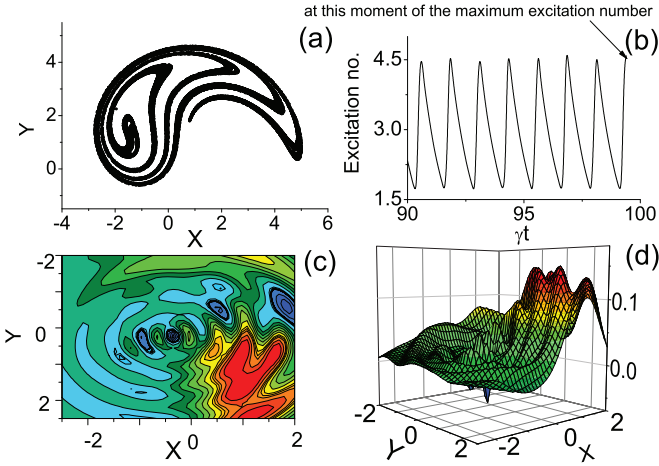 at this moment of the maximum excitation number
(a)
4
2
0
Y
-4 -2 0 2 4 6
X
(b)
Excitation no.
4.5
3.0
1.5
90 95 100
γt
(c)
-2
0
2
Y
-2 0 2
X
(d)
0.1
0.0
-2 0 2
Y
-2 0 2
X